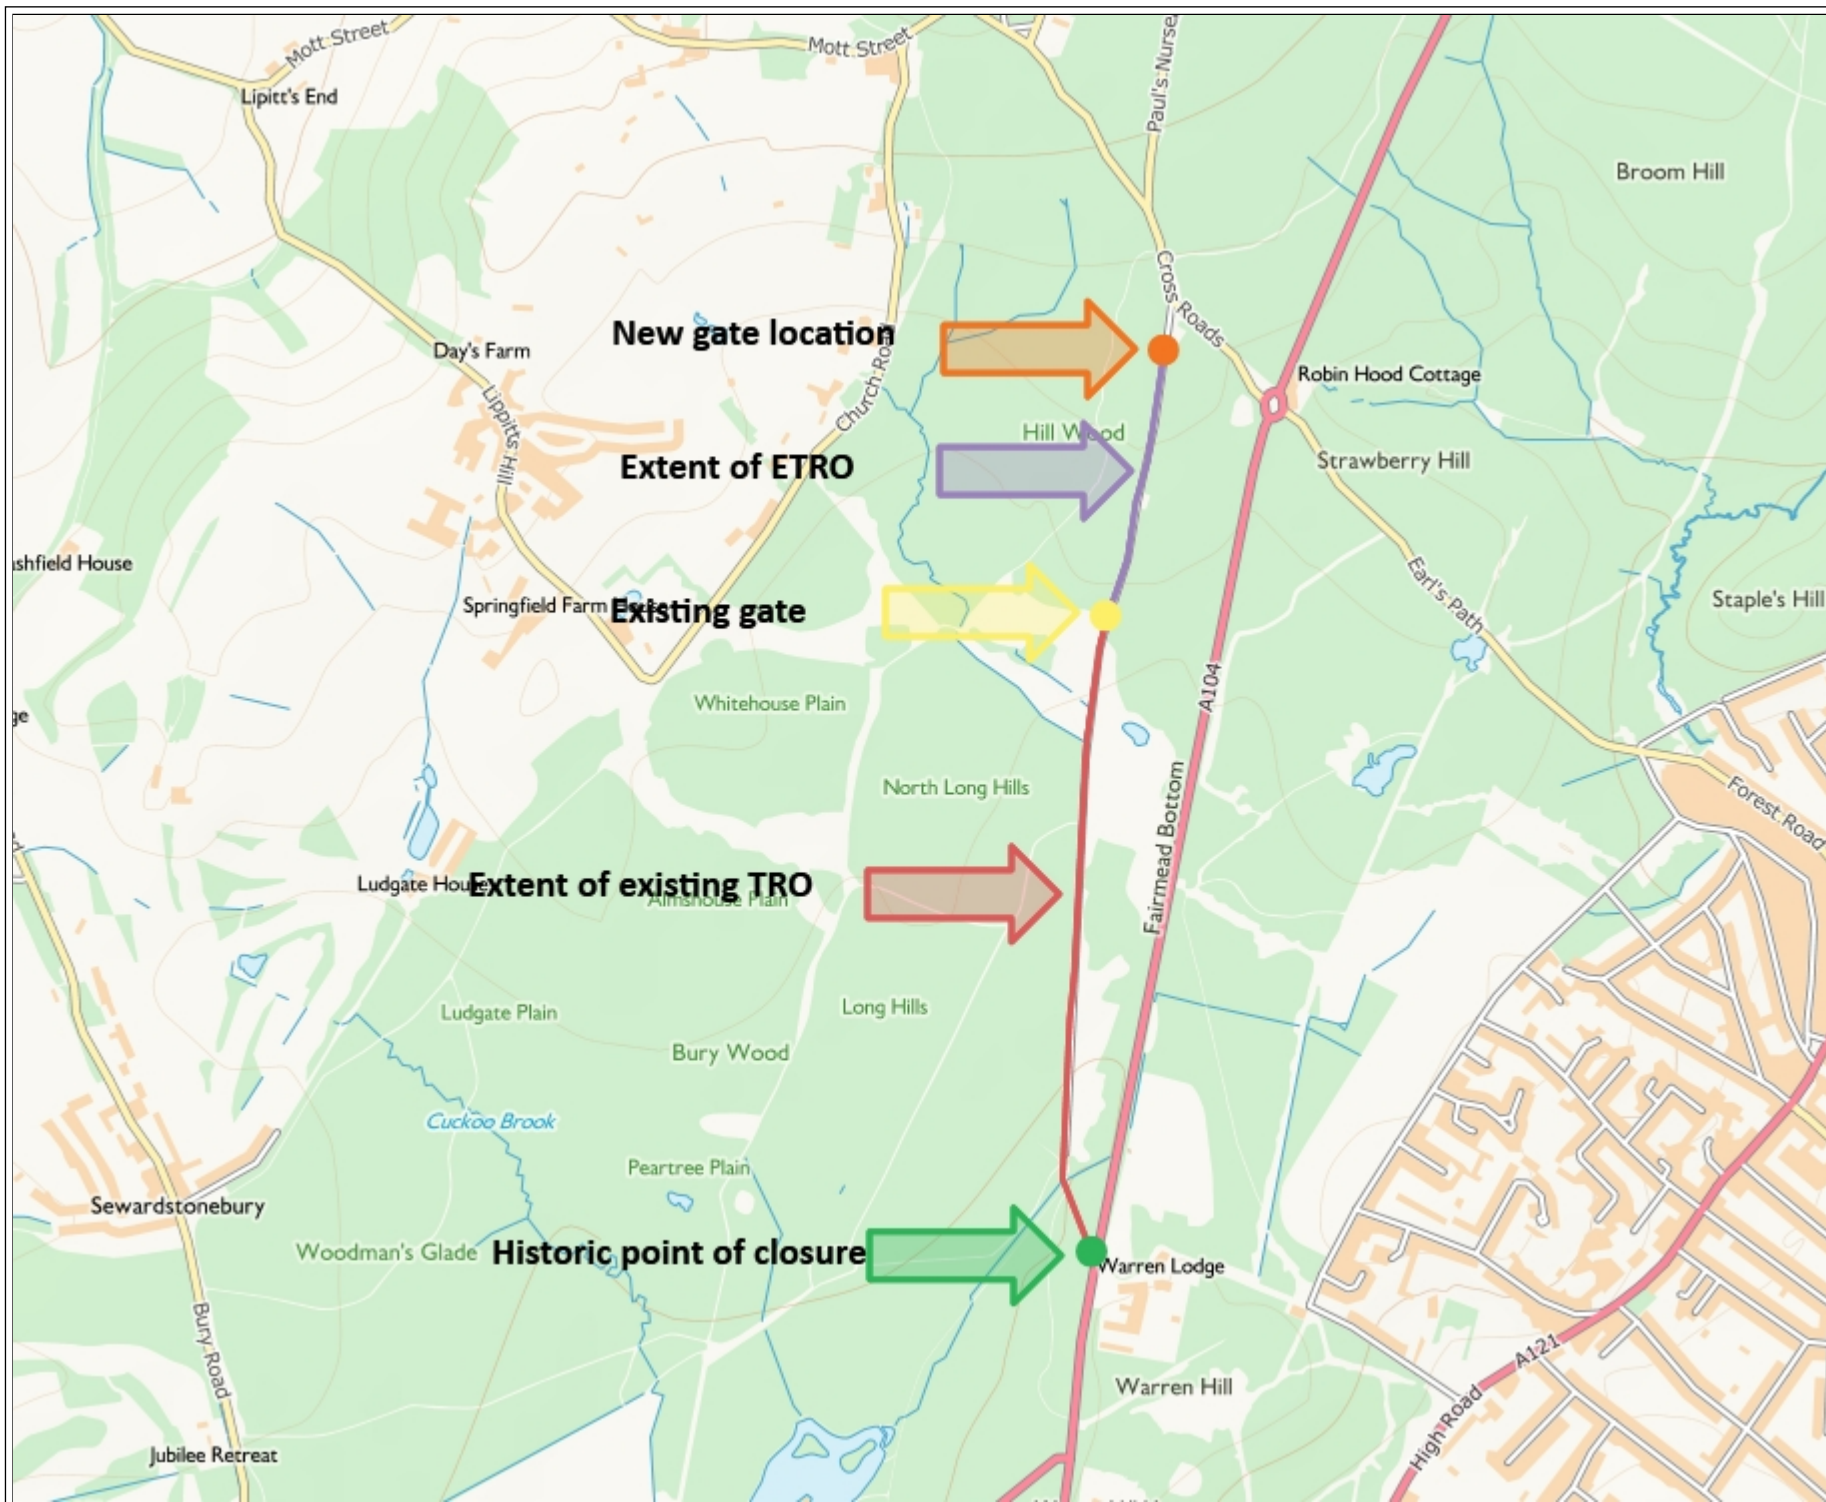 Mott Street
Mott Street
Paul's Nurse
Lipitt's End
Broom Hill
Cross Roads
New gate location
Day's Farm
Church Road
Robin Hood Cottage
Lippitts Hill
Hill Wood
Extent of ETRO
Strawberry Hill
ashfield House
Earl's Path
Springfield Farm House
Existing gate
Staple's Hill
A104
Whitehouse Plain
ge
North Long Hills
Forest Road
Fairmead Bottom
Ludgate House
Extent of existing TRO
Almshouse Plain
Ludgate Plain
Long Hills
Bury Wood
Cuckoo Brook
Peartree Plain
Sewardstonebury
Woodman's Glade
Historic point of closure
Warren Lodge
Bury Road
A121
Warren Hill
High Road
Jubilee Retreat